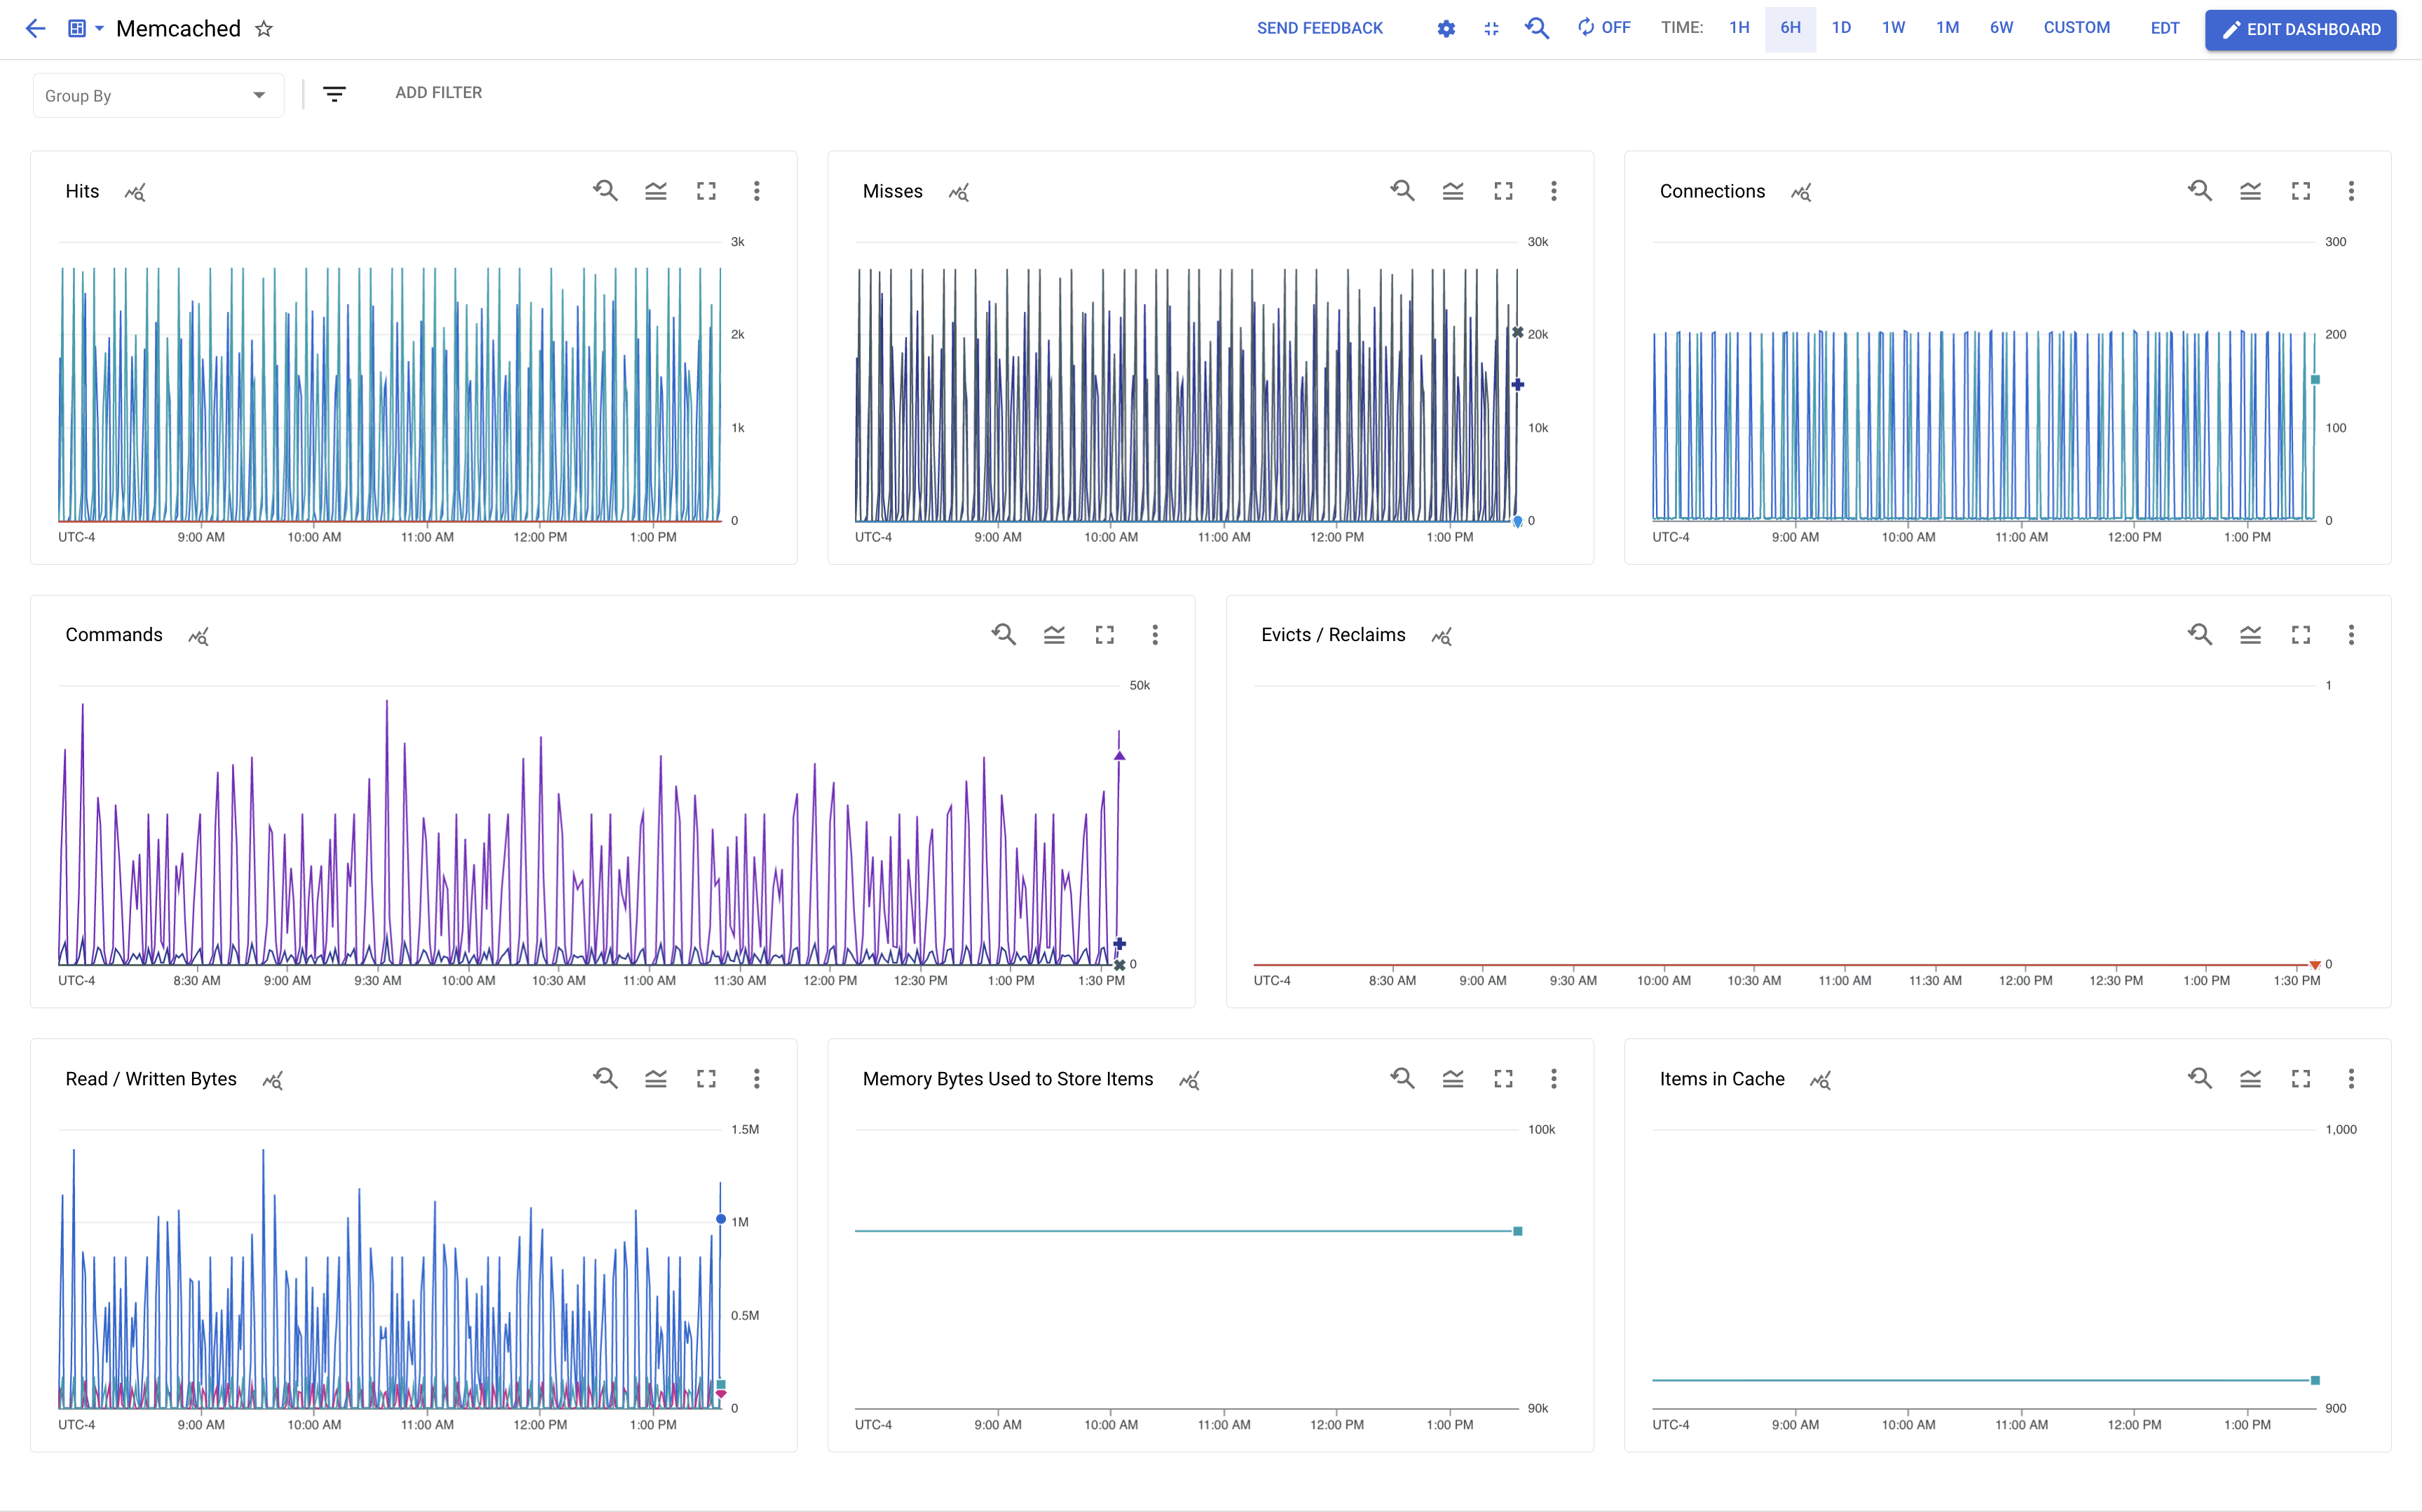 Memcached
SEND FEEDBACK
OFF
TIME:
1H
6H
1D
1W
1M
6W
CUSTOM
EDT
EDIT DASHBOARD
Group By
ADD FILTER
Hits
3k
2k
1k
0
UTC-4
9:00 AM
10:00 AM
11:00 AM
12:00 PM
1:00 PM
Misses
30k
20k
10k
0
UTC-4
9:00 AM
10:00 AM
11:00 AM
12:00 PM
1:00 PM
Connections
300
200
100
0
UTC-4
9:00 AM
10:00 AM
11:00 AM
12:00 PM
1:00 PM
Commands
50k
0
UTC-4
8:30 AM
9:00 AM
9:30 AM
10:00 AM
10:30 AM
11:00 AM
11:30 AM
12:00 PM
12:30 PM
1:00 PM
1:30 PM
Evicts / Reclaims
1
0
UTC-4
8:30 AM
9:00 AM
9:30 AM
10:00 AM
10:30 AM
11:00 AM
11:30 AM
12:00 PM
12:30 PM
1:00 PM
1:30 PM
Read / Written Bytes
1.5M
1M
0.5M
0
UTC-4
9:00 AM
10:00 AM
11:00 AM
12:00 PM
1:00 PM
Memory Bytes Used to Store Items
100k
90k
UTC-4
9:00 AM
10:00 AM
11:00 AM
12:00 PM
1:00 PM
Items in Cache
1,000
900
UTC-4
9:00 AM
10:00 AM
11:00 AM
12:00 PM
1:00 PM